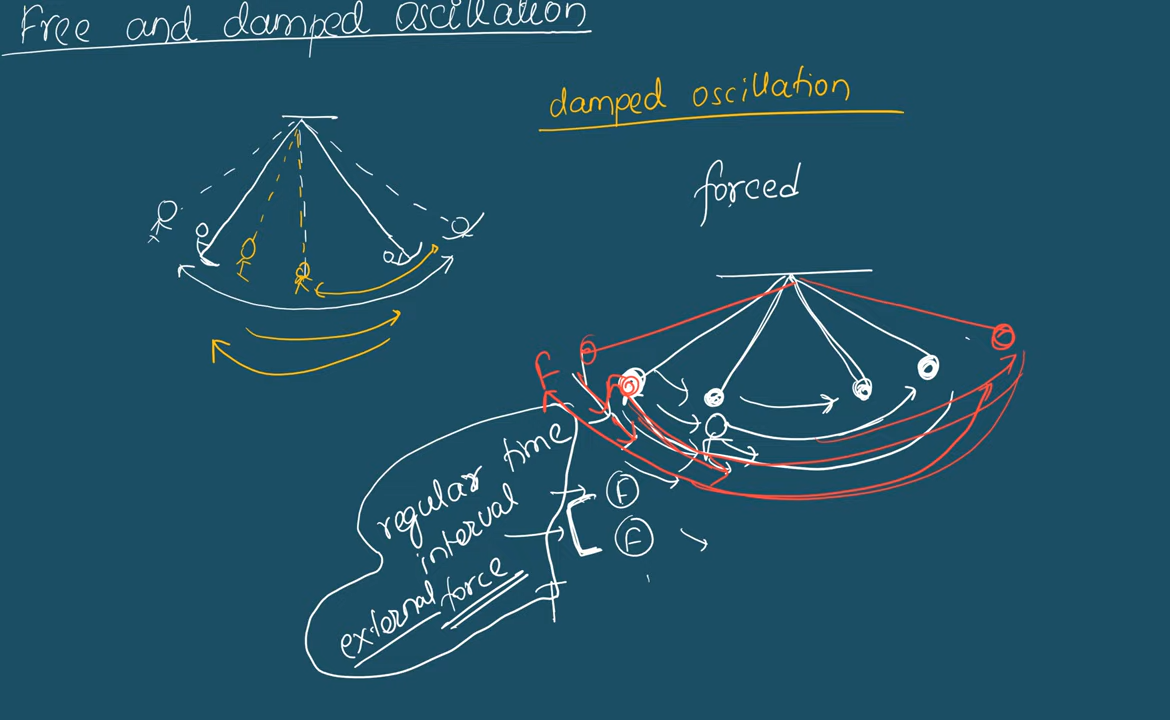 Free and damped oscillation
damped oscillation
forced
F
regular time
interval
external force
F
F